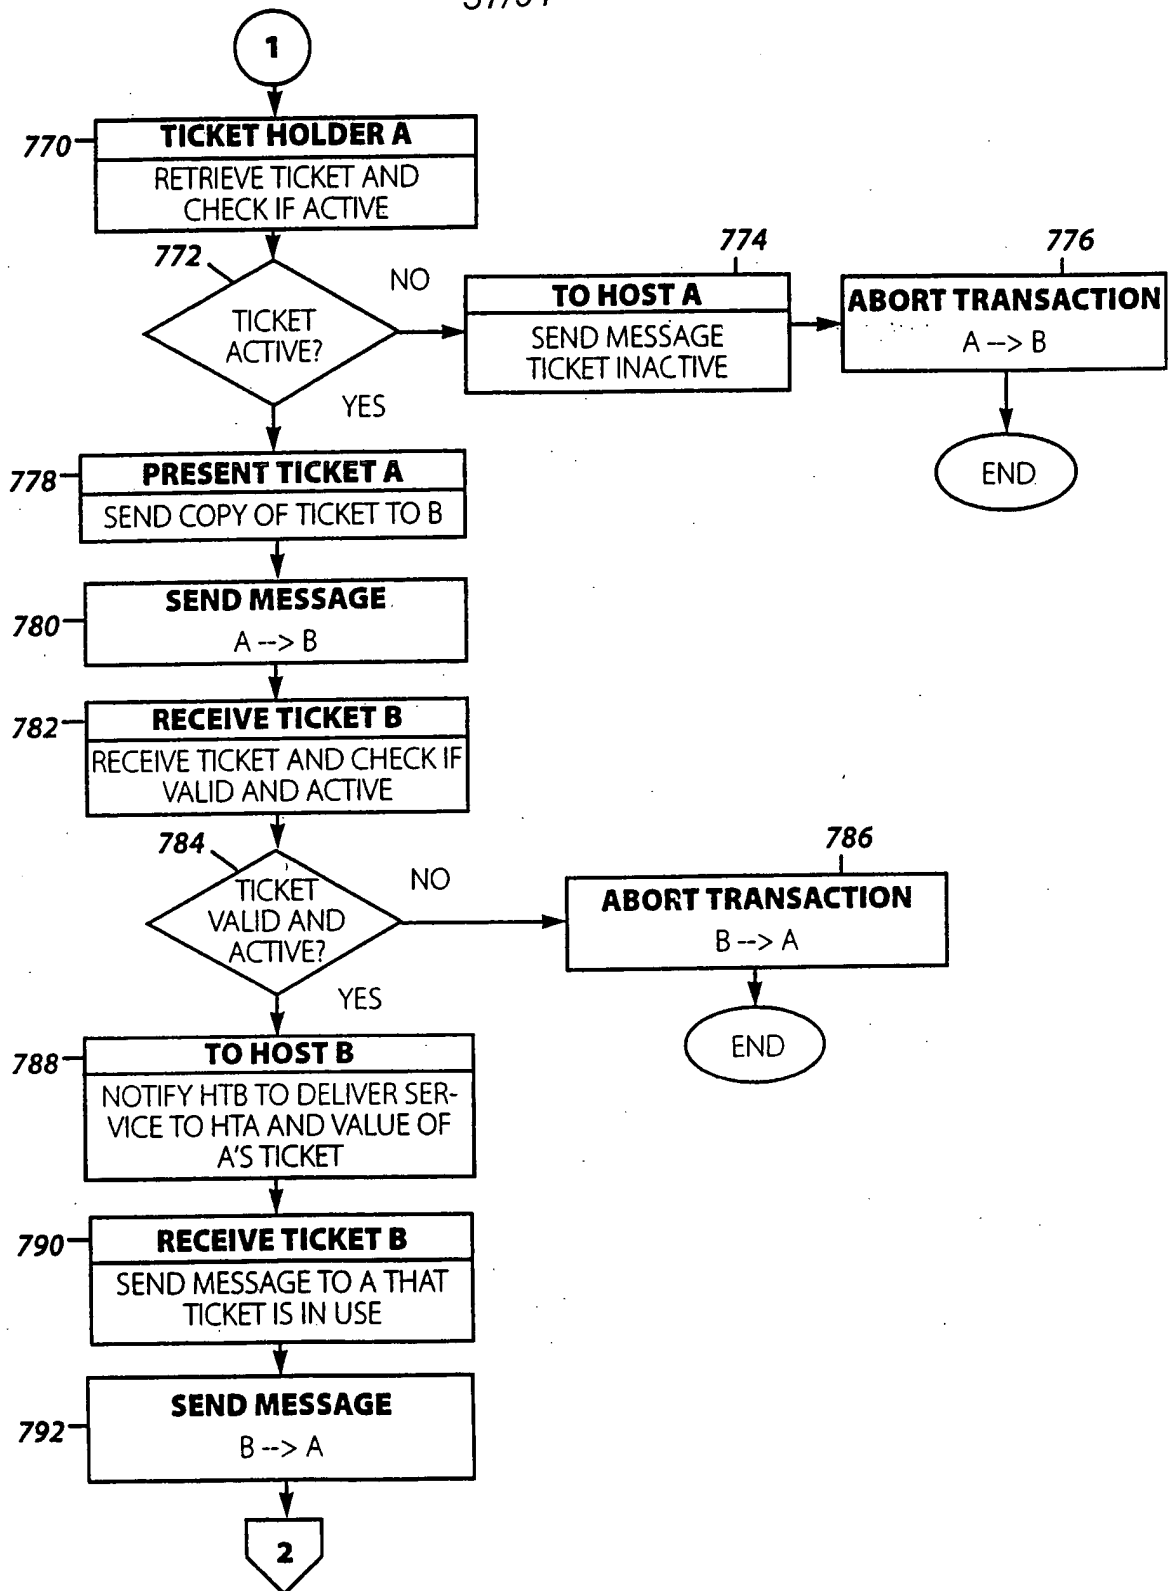 1
770
TICKET HOLDER A
RETRIEVE TICKET AND
CHECK IF ACTIVE
772
TICKET
ACTIVE?
NO
YES
774
TO HOST A
SEND MESSAGE
TICKET INACTIVE
776
ABORT TRANSACTION
A --> B
END
778
PRESENT TICKET A
SEND COPY OF TICKET TO B
780
SEND MESSAGE
A --> B
782
RECEIVE TICKET B
RECEIVE TICKET AND CHECK IF
VALID AND ACTIVE
784
TICKET
VALID AND
ACTIVE?
NO
YES
786
ABORT TRANSACTION
B --> A
END
788
TO HOST B
NOTIFY HTB TO DELIVER SER-
VICE TO HTA AND VALUE OF
A'S TICKET
790
RECEIVE TICKET B
SEND MESSAGE TO A THAT
TICKET IS IN USE
792
SEND MESSAGE
B --> A
2